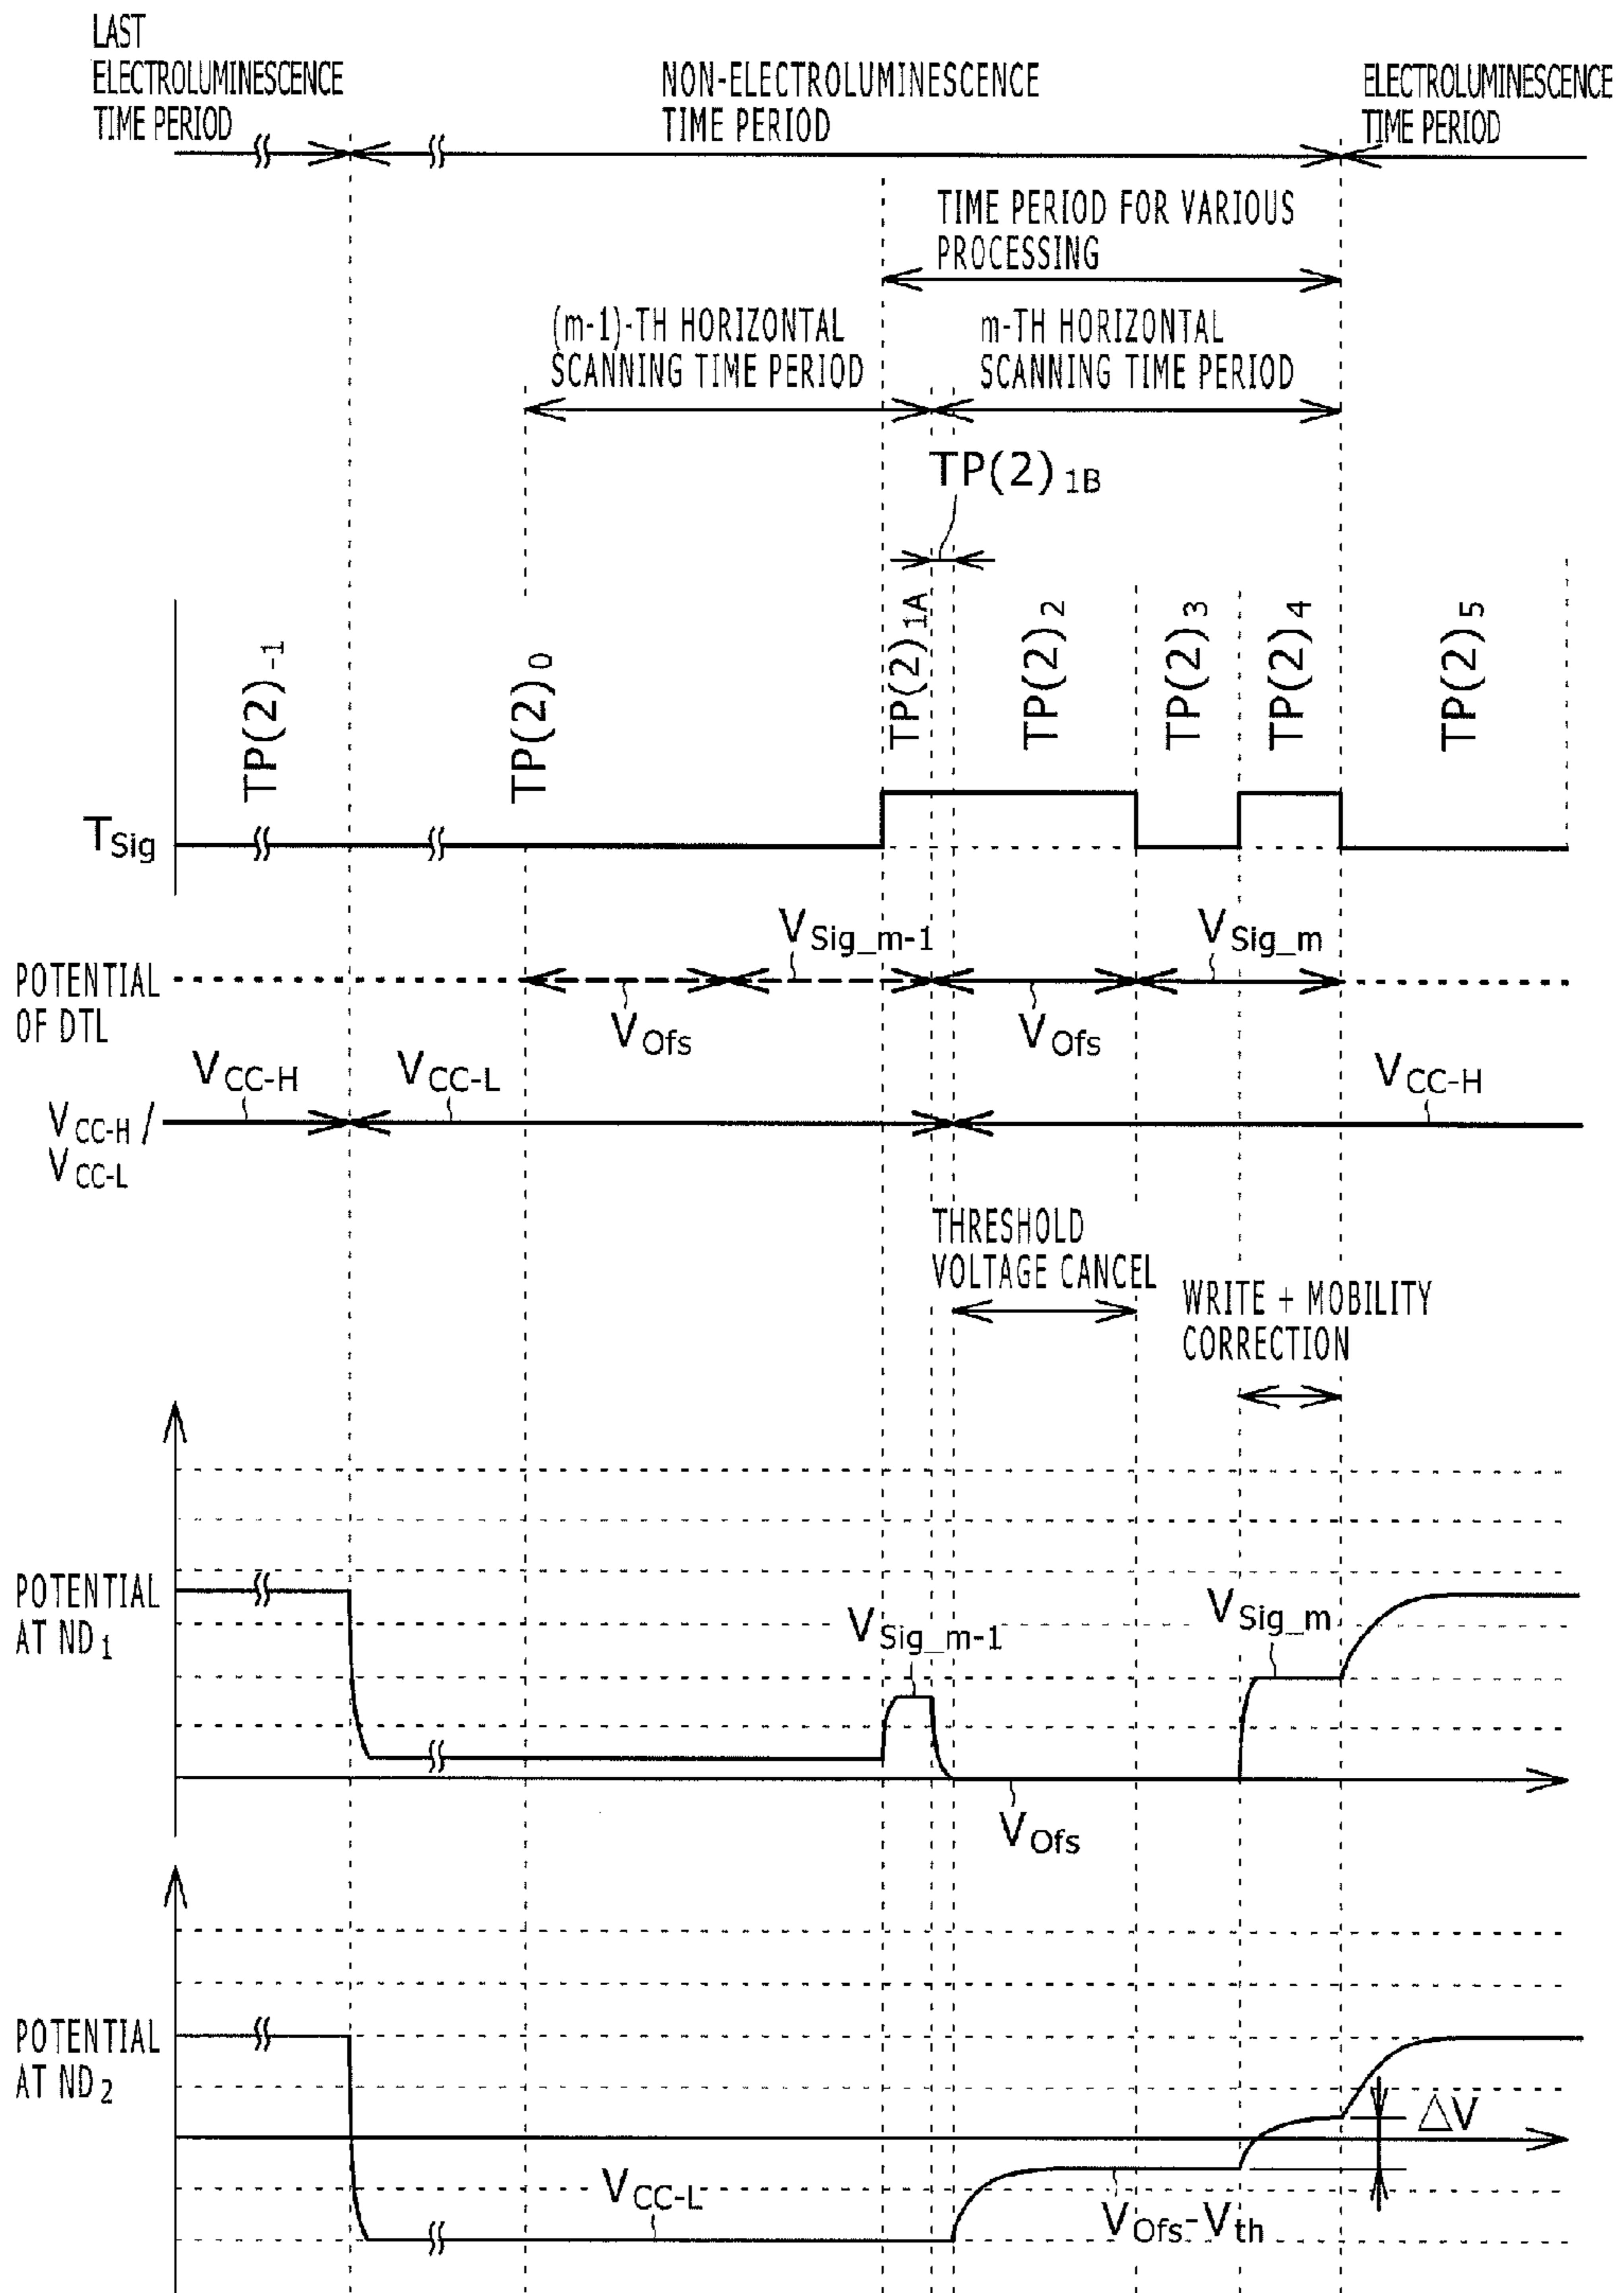 LAST
ELECTROLUMINESCENCE
TIME PERIOD
NON-ELECTROLUMINESCENCE
TIME PERIOD
ELECTROLUMINESCENCE
TIME PERIOD
TIME PERIOD FOR VARIOUS
PROCESSING
(m-1)-TH HORIZONTAL
SCANNING TIME PERIOD
m-TH HORIZONTAL
SCANNING TIME PERIOD
TP(2)1B
TP(2)-1
TP(2)0
TP(2)1A
TP(2)2
TP(2)3
TP(2)4
TP(2)5
TSig
VSig_m-1
VSig_m
POTENTIAL
OF DTL
VOfs
VOfs
VCC-H
VCC-L
VCC-H
VCC-H /
VCC-L
THRESHOLD
VOLTAGE CANCEL
WRITE + MOBILITY
CORRECTION
POTENTIAL
AT ND1
VSig_m-1
VSig_m
VOfs
POTENTIAL
AT ND2
ΔV
VCC-L
VOfs-Vth